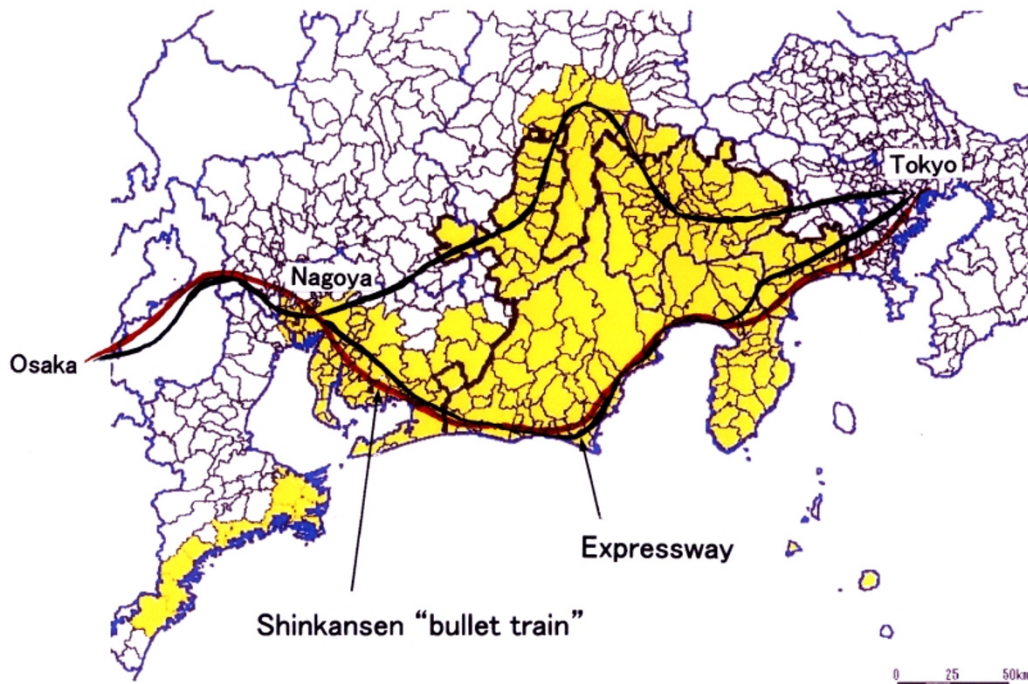 Tokyo
Nagoya
Osaka
Expressway
Shinkansen “bullet train”
0 25 50km